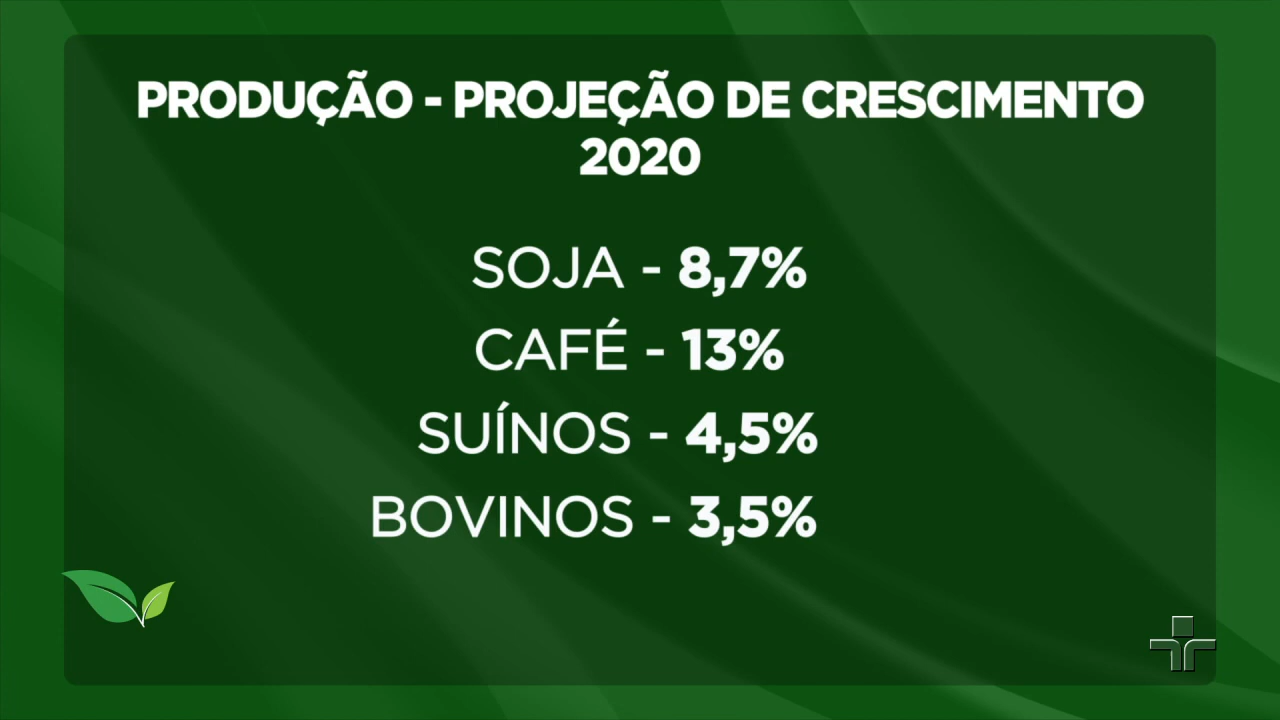 PRODUÇÃO - PROJEÇÃO DE CRESCIMENTO
2020
SOJA - 8,7%
CAFÉ - 13%
SUÍNOS - 4,5%
BOVINOS - 3,5%